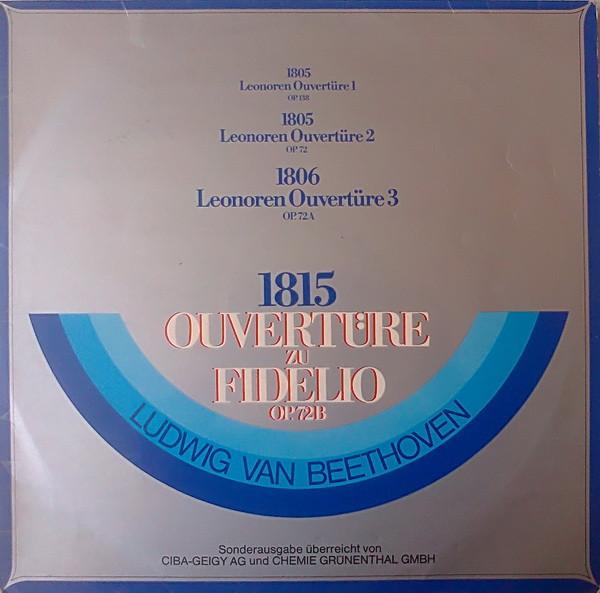 1805
Leonoren Ouvertüre 1
OP. 138
1805
Leonoren Ouvertüre 2
OP. 72
1806
Leonoren Ouvertüre 3
OP. 72A
1815
OUVERTÜRE
ZU
FIDELIO
OP. 72B
LUDWIG VAN BEETHOVEN
Sonderausgabe überreicht von
CIBA-GEIGY AG und CHEMIE GRÜNENTHAL GMBH